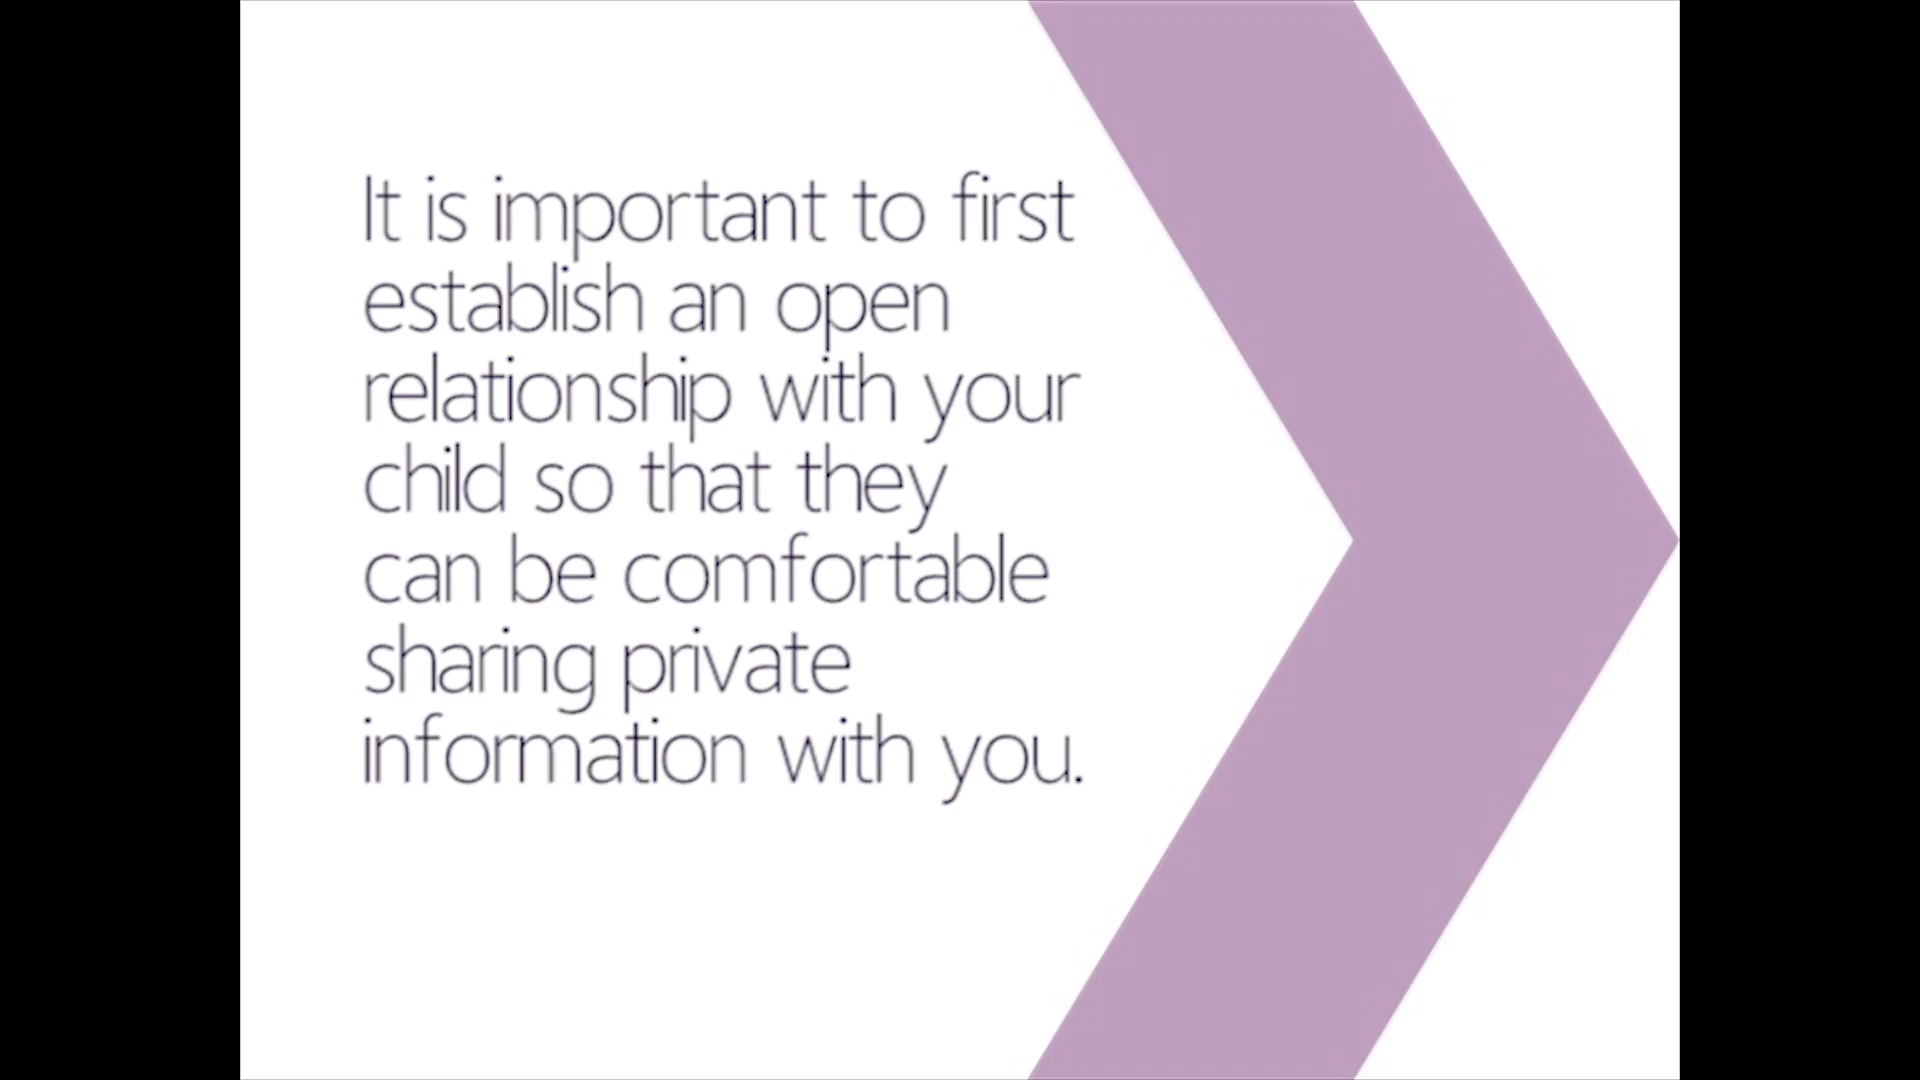 It is important to first
establish an open
relationship with your
child so that they
can be comfortable
sharing private
information with you.